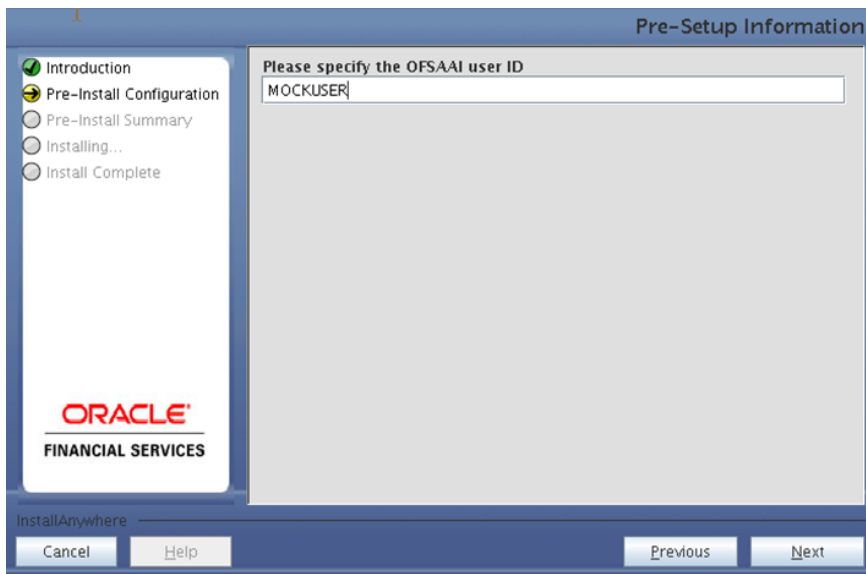 Pre-Setup Information
Introduction
Pre-Install Configuration
Pre-Install Summary
Installing...
Install Complete
Please specify the OFSAAI user ID
MOCKUSER
ORACLE
FINANCIAL SERVICES
InstallAnywhere
Cancel
Help
Previous
Next